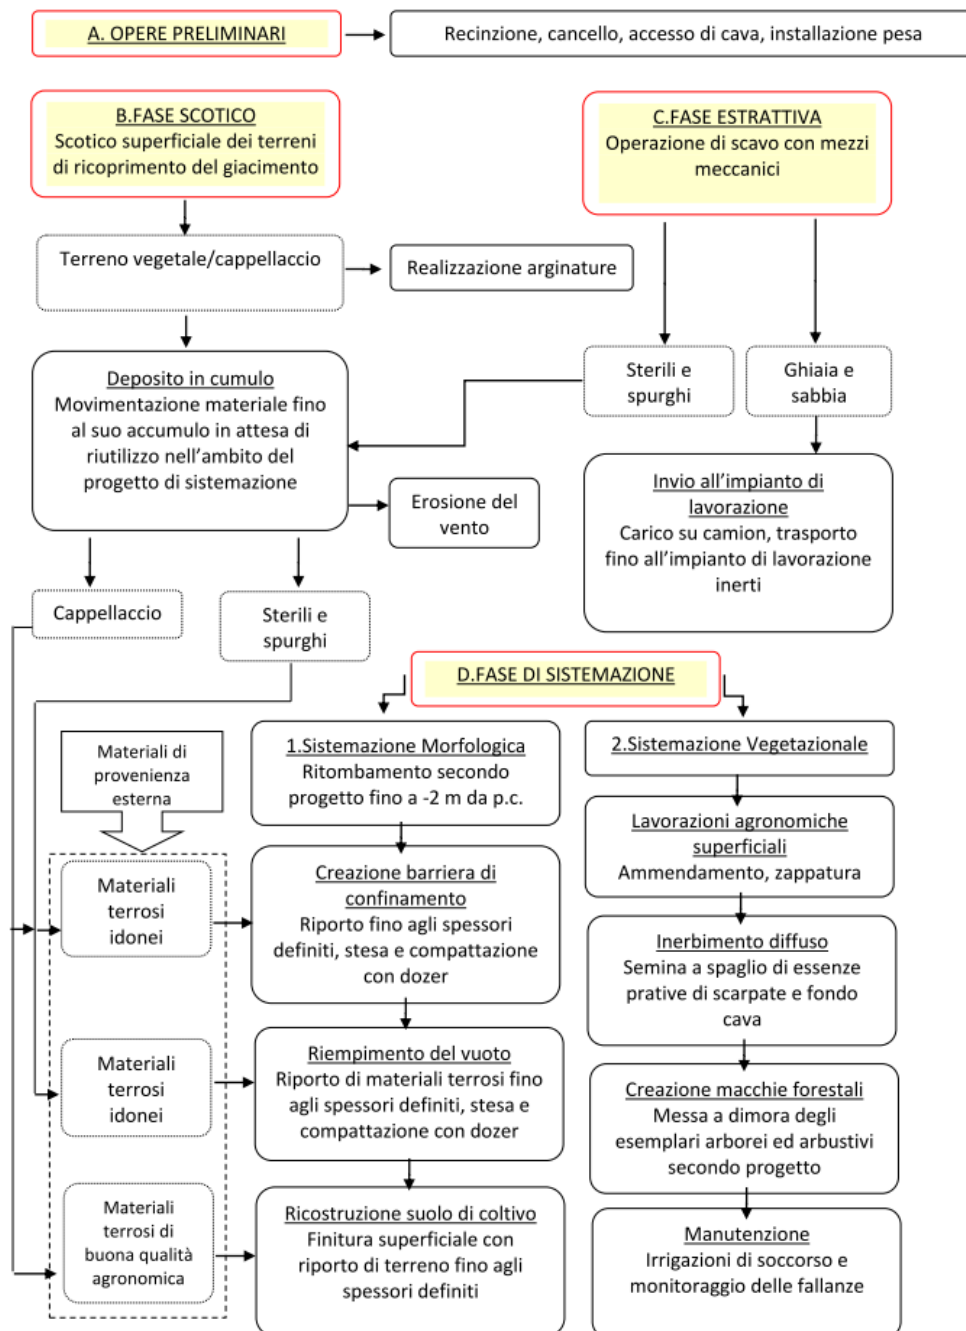 A. OPERE PRELIMINARI
Recinzione, cancello, accesso di cava, installazione pesa
B.FASE SCOTICO
Scotico superficiale dei terreni
di ricoprimento del giacimento
C.FASE ESTRATTIVA
Operazione di scavo con mezzi
meccanici
Terreno vegetale/cappellaccio
Realizzazione arginature
Deposito in cumulo
Movimentazione materiale fino
al suo accumulo in attesa di
riutilizzo nell'ambito del
progetto di sistemazione
Sterili e
spurghi
Ghiaia e
sabbia
Erosione del
vento
Invio all'impianto di
lavorazione
Carico su camion, trasporto
fino all'impianto di lavorazione
inerti
Cappellaccio
Sterili e
spurghi
D.FASE DI SISTEMAZIONE
Materiali di
provenienza
esterna
1.Sistemazione Morfologica
Ritombamento secondo
progetto fino a -2 m da p.c.
2.Sistemazione Vegetazionale
Lavorazioni agronomiche
superficiali
Ammendamento, zappatura
Materiali
terrosi
idonei
Creazione barriera di
confinamento
Riporto fino agli spessori
definiti, stesa e compattazione
con dozer
Inerbimento diffuso
Semina a spaglio di essenze
prative di scarpate e fondo
cava
Materiali
terrosi
idonei
Riempimento del vuoto
Riporto di materiali terrosi fino
agli spessori definiti, stesa e
compattazione con dozer
Creazione macchie forestali
Messa a dimora degli
esemplari arborei ed arbustivi
secondo progetto
Materiali
terrosi di
buona qualità
agronomica
Ricostruzione suolo di coltivo
Finitura superficiale con
riporto di terreno fino agli
spessori definiti
Manutenzione
Irrigazioni di soccorso e
monitoraggio delle fallanze